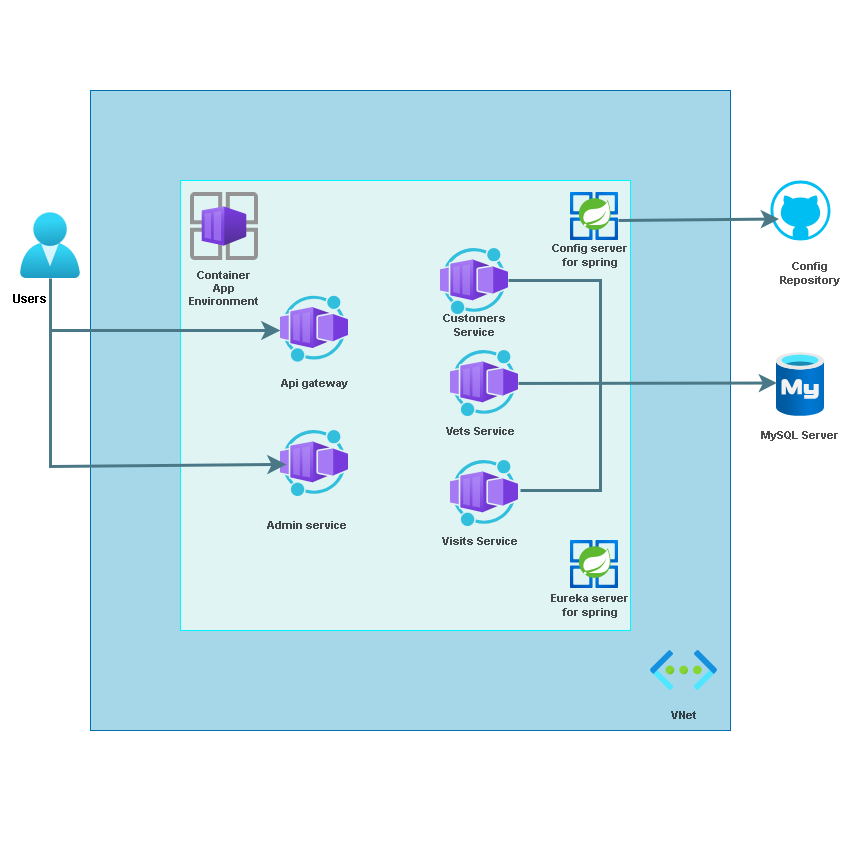 Users
Container
App
Environment
Api gateway
Admin service
Customers
Service
Vets Service
Visits Service
Config server
for spring
Eureka server
for spring
VNet
Config
Repository
My
MySQL Server